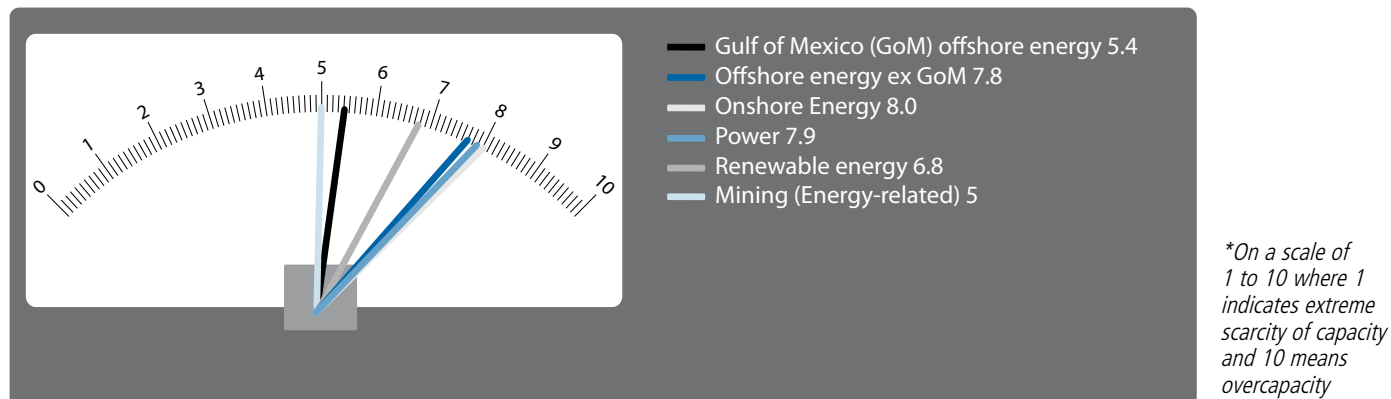 0
1
2
3
4
5
6
7
8
9
10
Gulf of Mexico (GoM) offshore energy 5.4
Offshore energy ex GoM 7.8
Onshore Energy 8.0
Power 7.9
Renewable energy 6.8
Mining (Energy-related) 5
*On a scale of
1 to 10 where 1
indicates extreme
scarcity of capacity
and 10 means
overcapacity